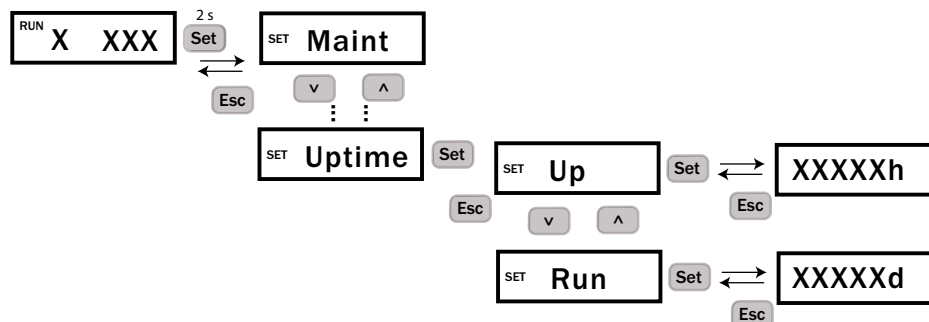 2 s
RUN X XXX Set SET Maint
Esc ˅ ˄
SET Uptime Set SET Up Set XXXXXh
Esc ˅ ˄ Esc
SET Run Set XXXXXd
Esc